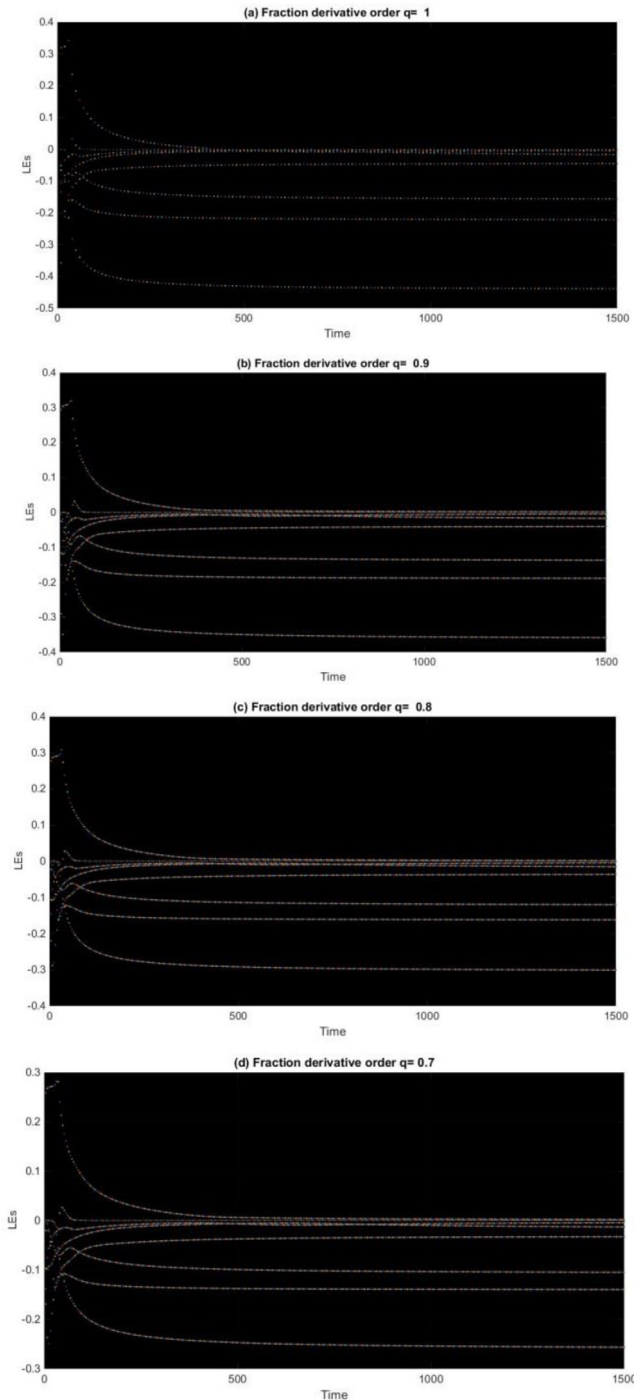 (a) Fraction derivative order q= 1
0.4
0.3
0.2
0.1
0
-0.1
-0.2
-0.3
-0.4
-0.5
LEs
0 500 1000 1500
Time
(b) Fraction derivative order q= 0.9
0.4
0.3
0.2
0.1
0
-0.1
-0.2
-0.3
-0.4
LEs
0 500 1000 1500
Time
(c) Fraction derivative order q= 0.8
0.4
0.3
0.2
0.1
0
-0.1
-0.2
-0.3
-0.4
LEs
0 500 1000 1500
Time
(d) Fraction derivative order q= 0.7
0.3
0.2
0.1
0
-0.1
-0.2
-0.3
LEs
0 500 1000 1500
Time